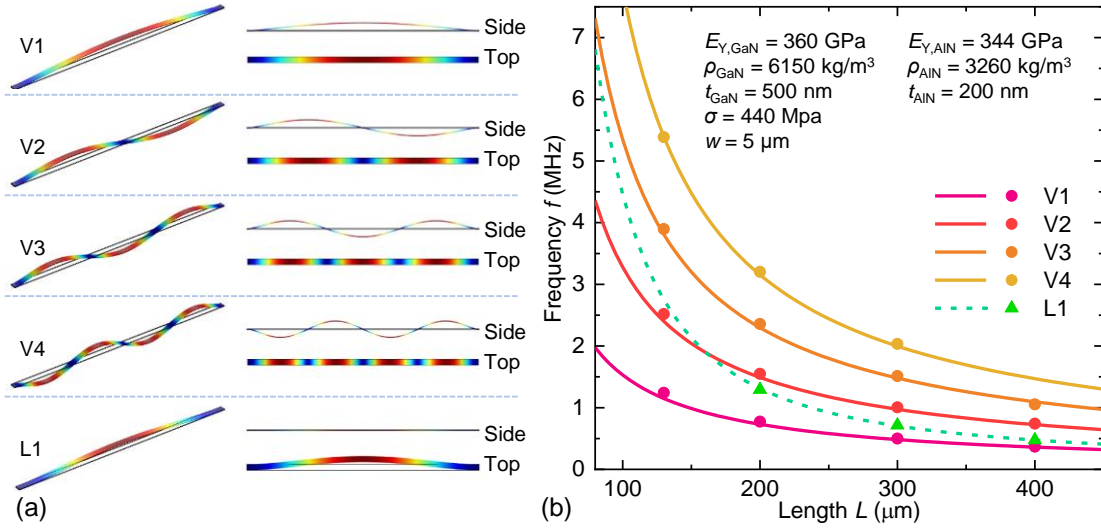 V1
Side
Top
V2
Side
Top
V3
Side
Top
V4
Side
Top
L1
Side
Top
(a)
Frequency f (MHz)
7
6
5
4
3
2
1
0
E_Y,GaN = 360 GPa
E_Y,AlN = 344 GPa
ρ_GaN = 6150 kg/m³
ρ_AlN = 3260 kg/m³
t_GaN = 500 nm
t_AlN = 200 nm
σ = 440 Mpa
w = 5 μm
V1
V2
V3
V4
L1
100
200
300
400
(b)
Length L (μm)